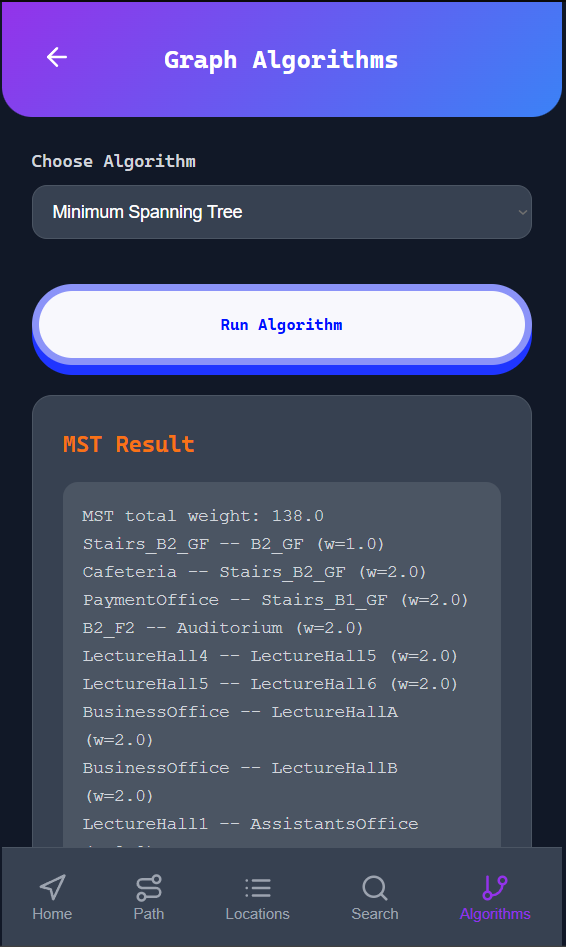 Graph Algorithms
Choose Algorithm
Minimum Spanning Tree
Run Algorithm
MST Result
MST total weight: 138.0
Stairs_B2_GF -- B2_GF (w=1.0)
Cafeteria -- Stairs_B2_GF (w=2.0)
PaymentOffice -- Stairs_B1_GF (w=2.0)
B2_F2 -- Auditorium (w=2.0)
LectureHall4 -- LectureHall5 (w=2.0)
LectureHall5 -- LectureHall6 (w=2.0)
BusinessOffice -- LectureHallA
(w=2.0)
BusinessOffice -- LectureHallB
(w=2.0)
LectureHall1 -- AssistantsOffice
Home Path Locations Search Algorithms